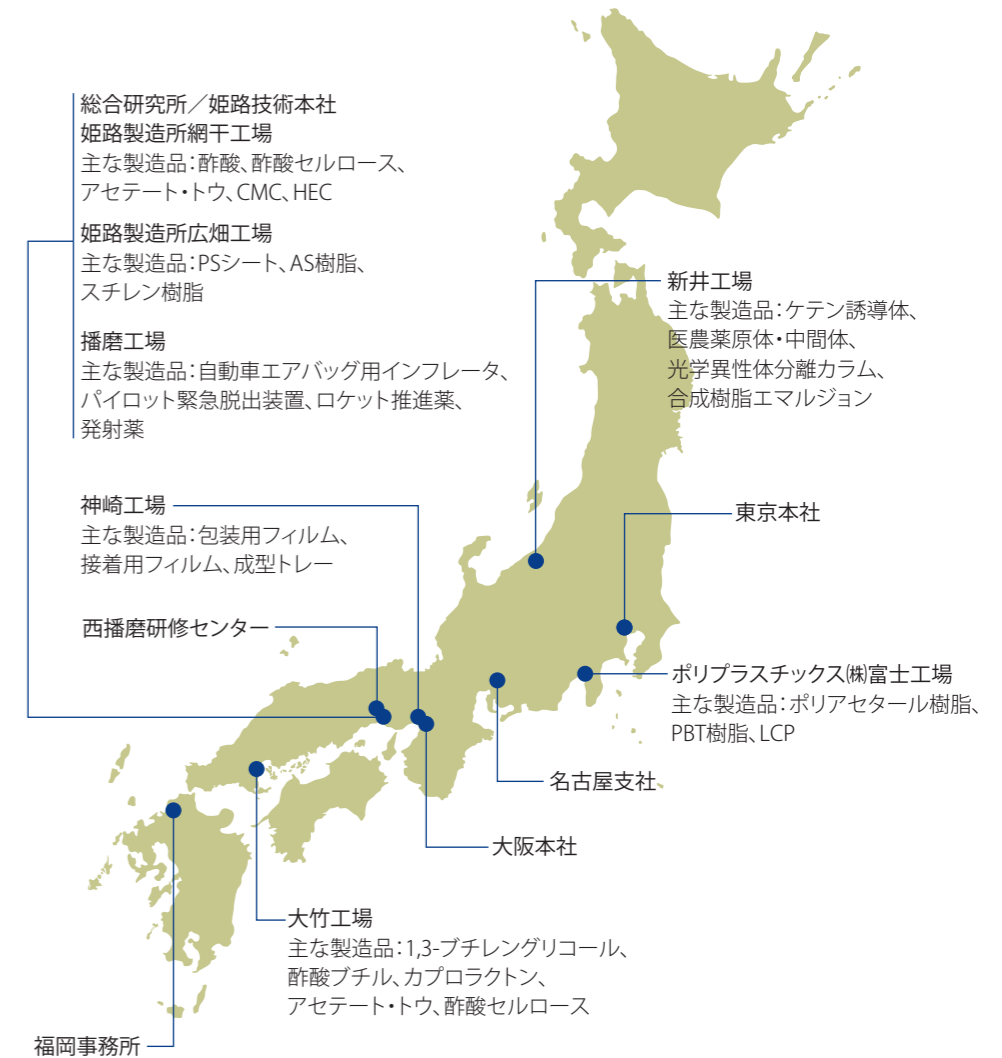 総合研究所／姫路技術本社
姫路製造所網干工場
主な製造品：酢酸、酢酸セルロース、
アセテート・トウ、CMC、HEC
姫路製造所広畑工場
主な製造品：PSシート、AS樹脂、
スチレン樹脂
播磨工場
主な製造品：自動車エアバッグ用インフレータ、
パイロット緊急脱出装置、ロケット推進薬、
発射薬
新井工場
主な製造品：ケテン誘導体、
医農薬原体・中間体、
光学異性体分離カラム、
合成樹脂エマルジョン
神崎工場
主な製造品：包装用フィルム、
接着用フィルム、成型トレー
東京本社
西播磨研修センター
ポリプラスチックス㈱富士工場
主な製造品：ポリアセタール樹脂、
PBT樹脂、LCP
名古屋支社
大阪本社
大竹工場
主な製造品：1,3-ブチレングリコール、
酢酸ブチル、カプロラクトン、
アセテート・トウ、酢酸セルロース
福岡事務所